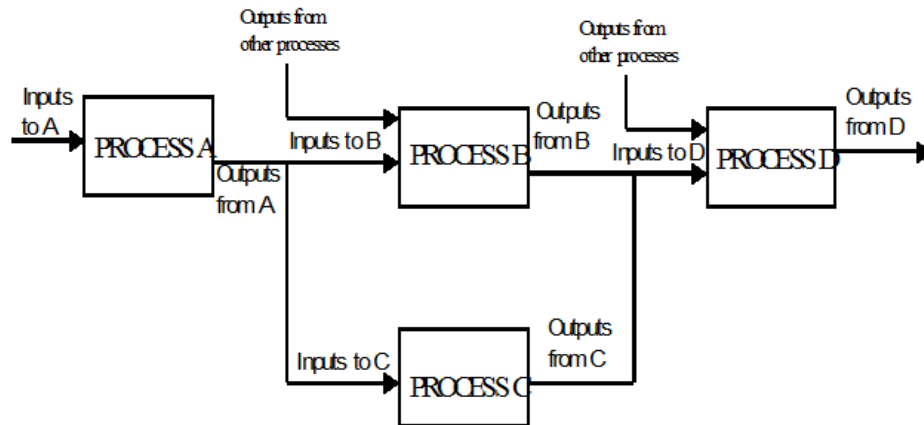 Outputs from
other processes
Outputs from
other processes
Inputs
to A
PROCESS A
Outputs
from A
Inputs to B
PROCESS B
Outputs
from B
Inputs to D
PROCESS D
Outputs
from D
Inputs to C
PROCESS C
Outputs
from C